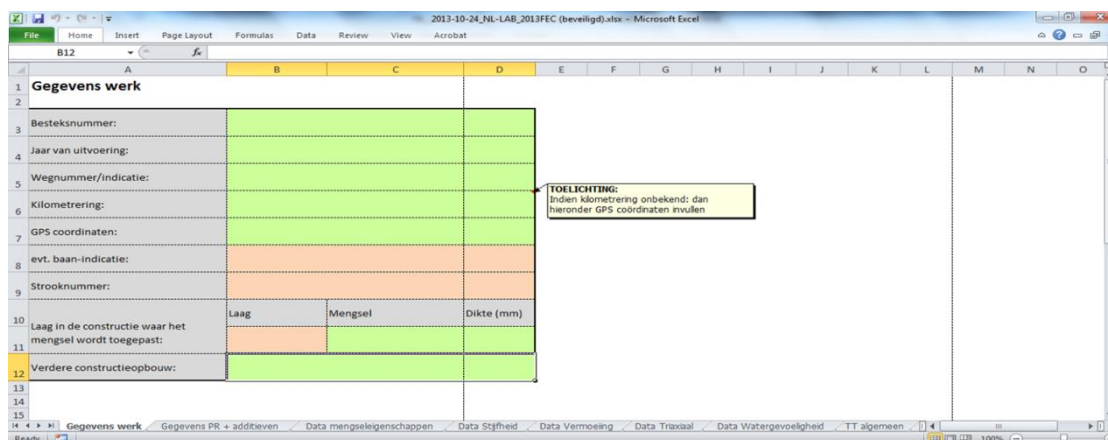 2013-10-24_NL-LAB_2013FEC (beveiligd).xlsx - Microsoft Excel
File Home Insert Page Layout Formulas Data Review View Acrobat
B12 fx
A B C D E F G H I J K L M N O
1 Gegevens werk
2
3 Besteksnummer:
4 Jaar van uitvoering:
5 Wegnummer/indicatie:
TOELICHTING:
Indien kilometrering onbekend: dan
hieronder GPS coördinaten invullen
6 Kilometrering:
7 GPS coordinaten:
8 evt. baan-indicatie:
9 Strooknummer:
10 Laag Mengsel Dikte (mm)
Laag in de constructie waar het
11 mengsel wordt toegepast:
12 Verdere constructieopbouw:
13
14
15
Gegevens werk Gegevens PR + additieven Data mengseleigenschappen Data Stijfheid Data Vermoeiing Data Triaxiaal Data Watergevoeligheid TT algemeen
Ready 100%